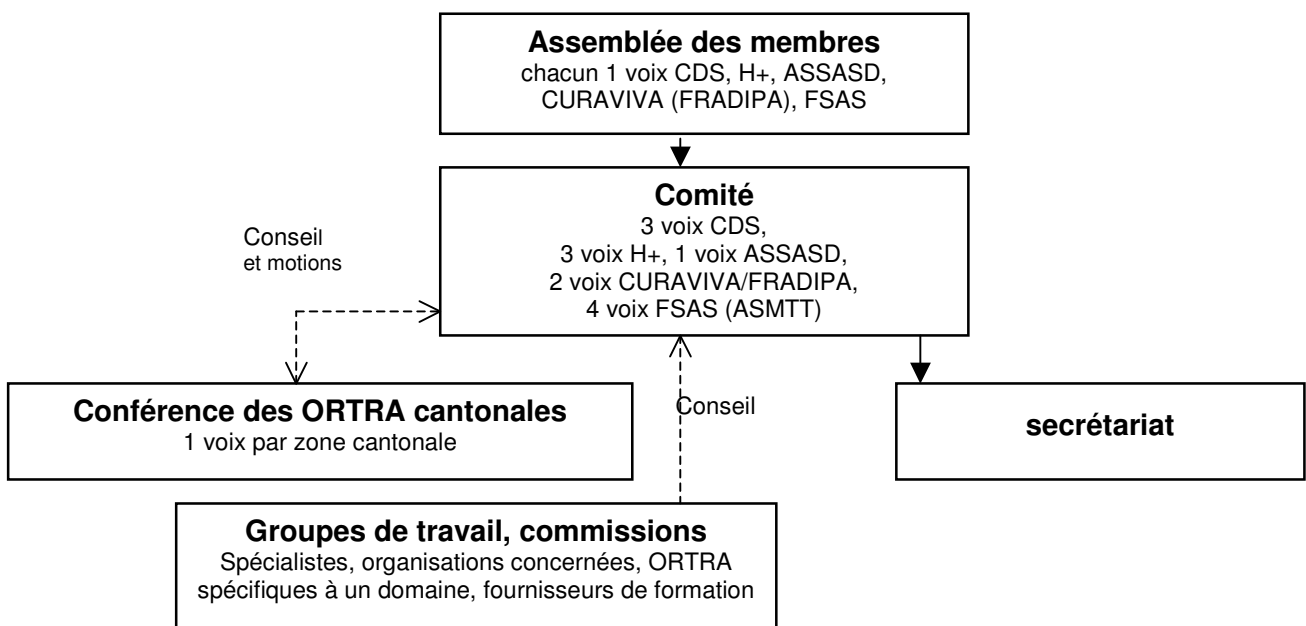 Assemblée des membres
chacun 1 voix CDS, H+, ASSASD,
CURAVIVA (FRADIPA), FSAS
Comité
3 voix CDS,
3 voix H+, 1 voix ASSASD,
2 voix CURAVIVA/FRADIPA,
4 voix FSAS (ASMTT)
Conseil
et motions
Conférence des ORTRA cantonales
1 voix par zone cantonale
Conseil
secrétariat
Groupes de travail, commissions
Spécialistes, organisations concernées, ORTRA
spécifiques à un domaine, fournisseurs de formation